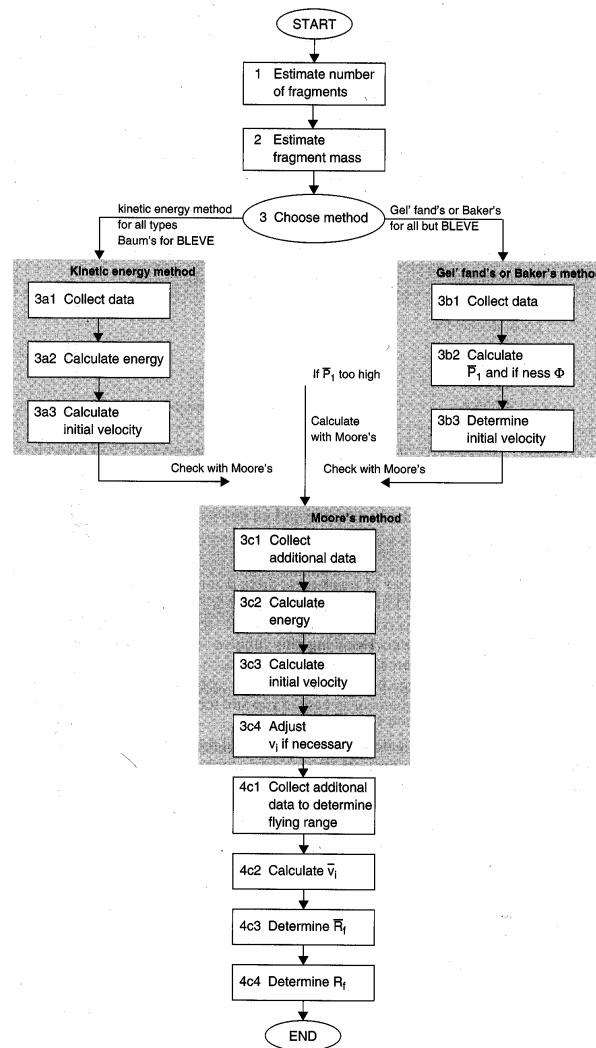 START
1 Estimate number
of fragments
2 Estimate
fragment mass
3 Choose method
kinetic energy method
for all types
Baum's for BLEVE
Gel' fand's or Baker's
for all but BLEVE
Kinetic energy method
3a1 Collect data
3a2 Calculate energy
3a3 Calculate
initial velocity
Gel' fand's or Baker's metho
3b1 Collect data
3b2 Calculate
P̅₁ and if ness Φ
3b3 Determine
initial velocity
If P̅₁ too high
Calculate
with Moore's
Check with Moore's
Check with Moore's
Moore's method
3c1 Collect
additional data
3c2 Calculate
energy
3c3 Calculate
initial velocity
3c4 Adjust
vᵢ if necessary
4c1 Collect additonal
data to determine
flying range
4c2 Calculate v̅ᵢ
4c3 Determine R̅f
4c4 Determine Rf
END